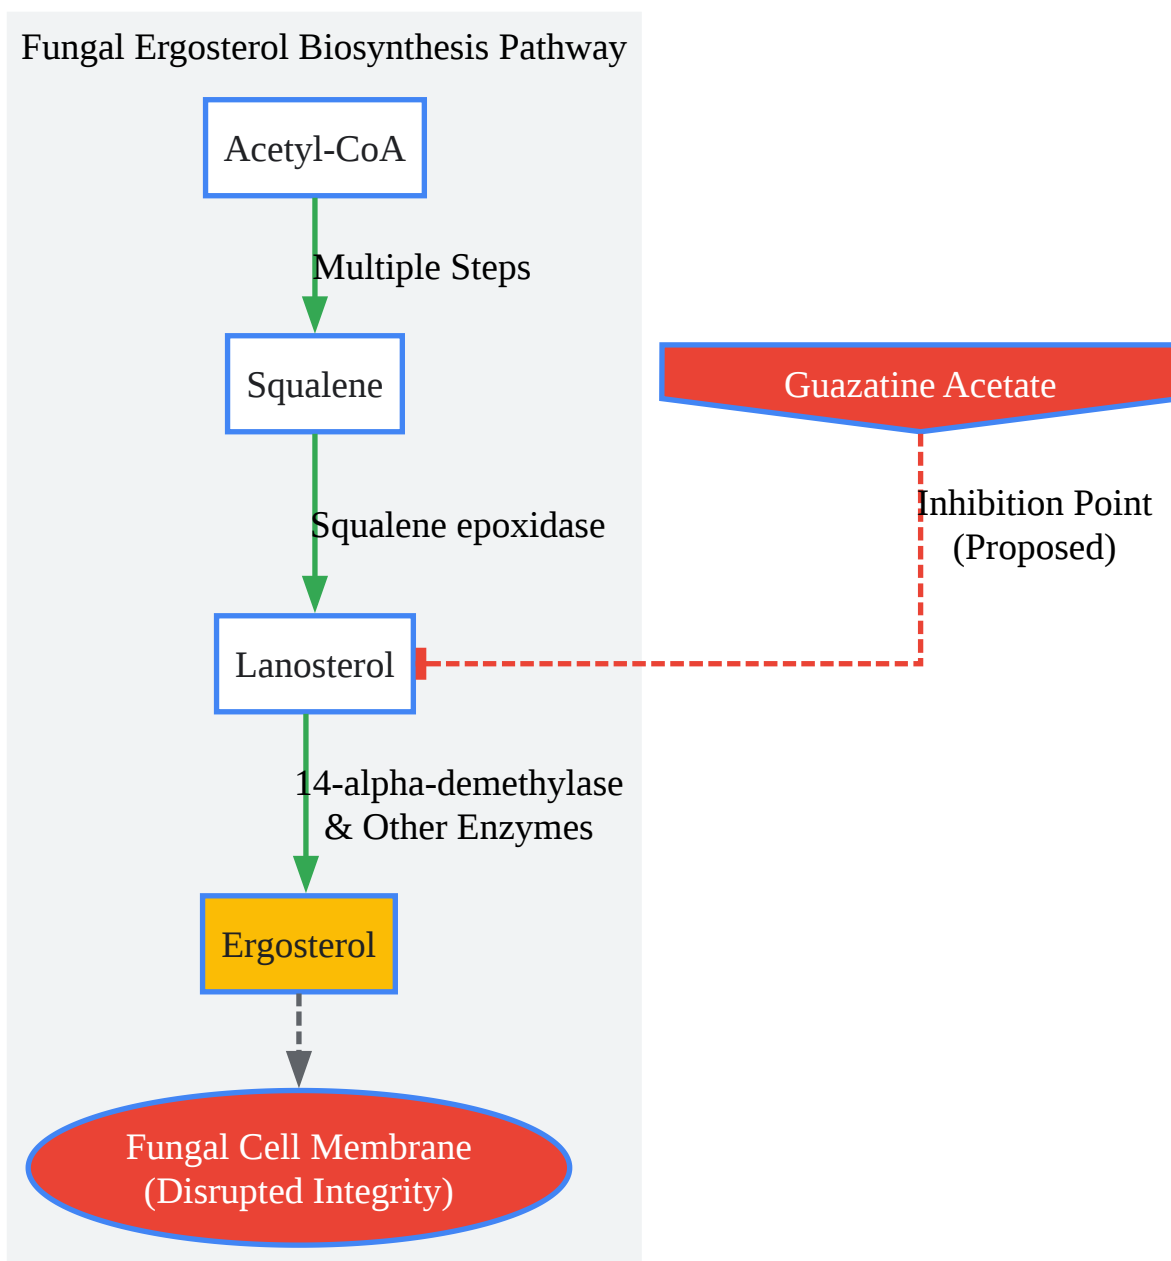 Fungal Ergosterol Biosynthesis Pathway
Acetyl-CoA
Multiple Steps
Squalene
Guazatine Acetate
Inhibition Point
(Proposed)
Squalene epoxidase
Lanosterol
14-alpha-demethylase
& Other Enzymes
Ergosterol
Fungal Cell Membrane
(Disrupted Integrity)